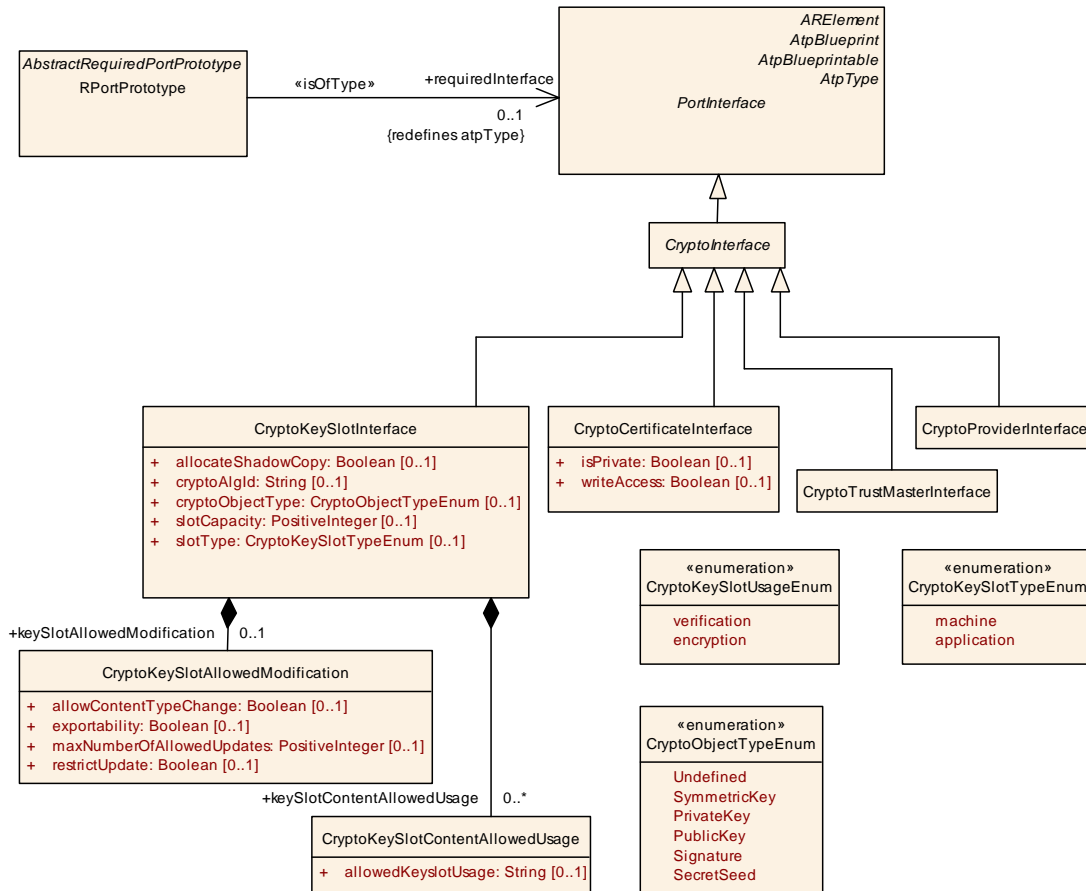 AbstractRequiredPortPrototype
RPortPrototype
«isOfType»
+requiredInterface
0..1
{redefines atpType}
ARElement
AtpBlueprint
AtpBlueprintable
AtpType
PortInterface
CryptoInterface
CryptoKeySlotInterface
+ allocateShadowCopy: Boolean [0..1]
+ cryptoAlgId: String [0..1]
+ cryptoObjectType: CryptoObjectTypeEnum [0..1]
+ slotCapacity: PositiveInteger [0..1]
+ slotType: CryptoKeySlotTypeEnum [0..1]
CryptoCertificateInterface
+ isPrivate: Boolean [0..1]
+ writeAccess: Boolean [0..1]
CryptoProviderInterface
CryptoTrustMasterInterface
«enumeration»
CryptoKeySlotUsageEnum
verification
encryption
«enumeration»
CryptoKeySlotTypeEnum
machine
application
+keySlotAllowedModification 0..1
CryptoKeySlotAllowedModification
+ allowContentTypeChange: Boolean [0..1]
+ exportability: Boolean [0..1]
+ maxNumberOfAllowedUpdates: PositiveInteger [0..1]
+ restrictUpdate: Boolean [0..1]
«enumeration»
CryptoObjectTypeEnum
Undefined
SymmetricKey
PrivateKey
PublicKey
Signature
SecretSeed
+keySlotContentAllowedUsage 0..*
CryptoKeySlotContentAllowedUsage
+ allowedKeyslotUsage: String [0..1]